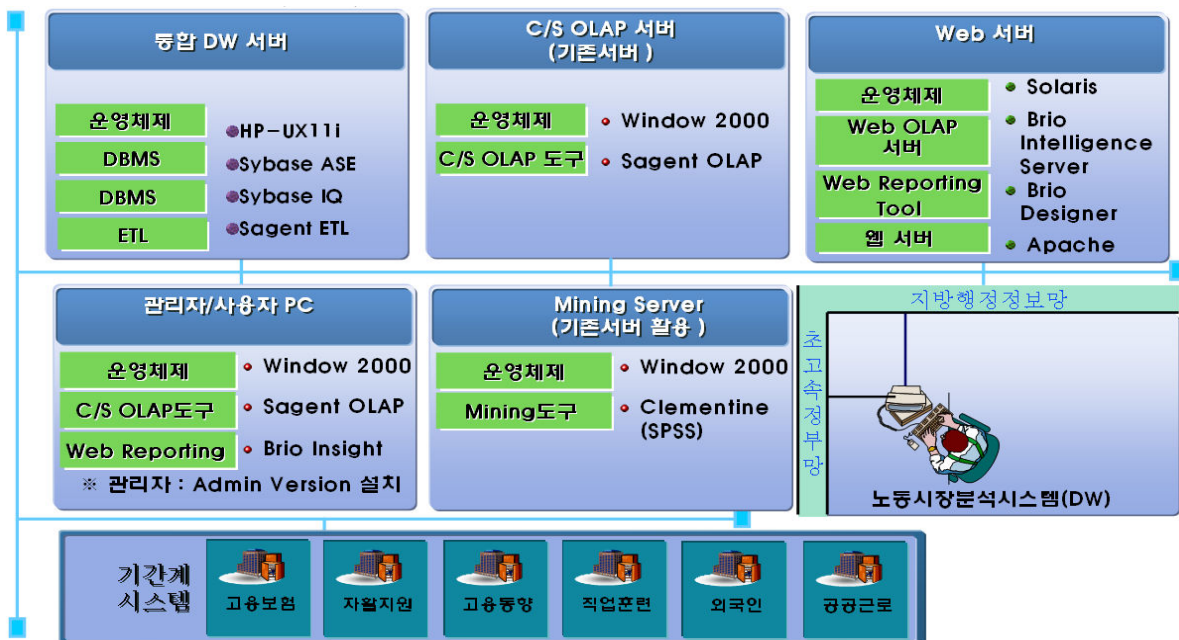 통합 DW 서버
운영체제
HP-UX11i
DBMS
Sybase ASE
DBMS
Sybase IQ
ETL
Sagent ETL
C/S OLAP 서버
(기존서버 )
운영체제
Window 2000
C/S OLAP 도구
Sagent OLAP
Web 서버
운영체제
Solaris
Web OLAP
서버
Brio
Intelligence
Server
Web Reporting
Tool
Brio
Designer
웹 서버
Apache
관리자/사용자 PC
운영체제
Window 2000
C/S OLAP도구
Sagent OLAP
Web Reporting
Brio Insight
※ 관리자 : Admin Version 설치
Mining Server
(기존서버 활용 )
운영체제
Window 2000
Mining도구
Clementine
(SPSS)
지방행정정보망
초고속정부망
노동시장분석시스템(DW)
기간계
시스템
고용보험
자활지원
고용동향
직업훈련
외국인
공공근로